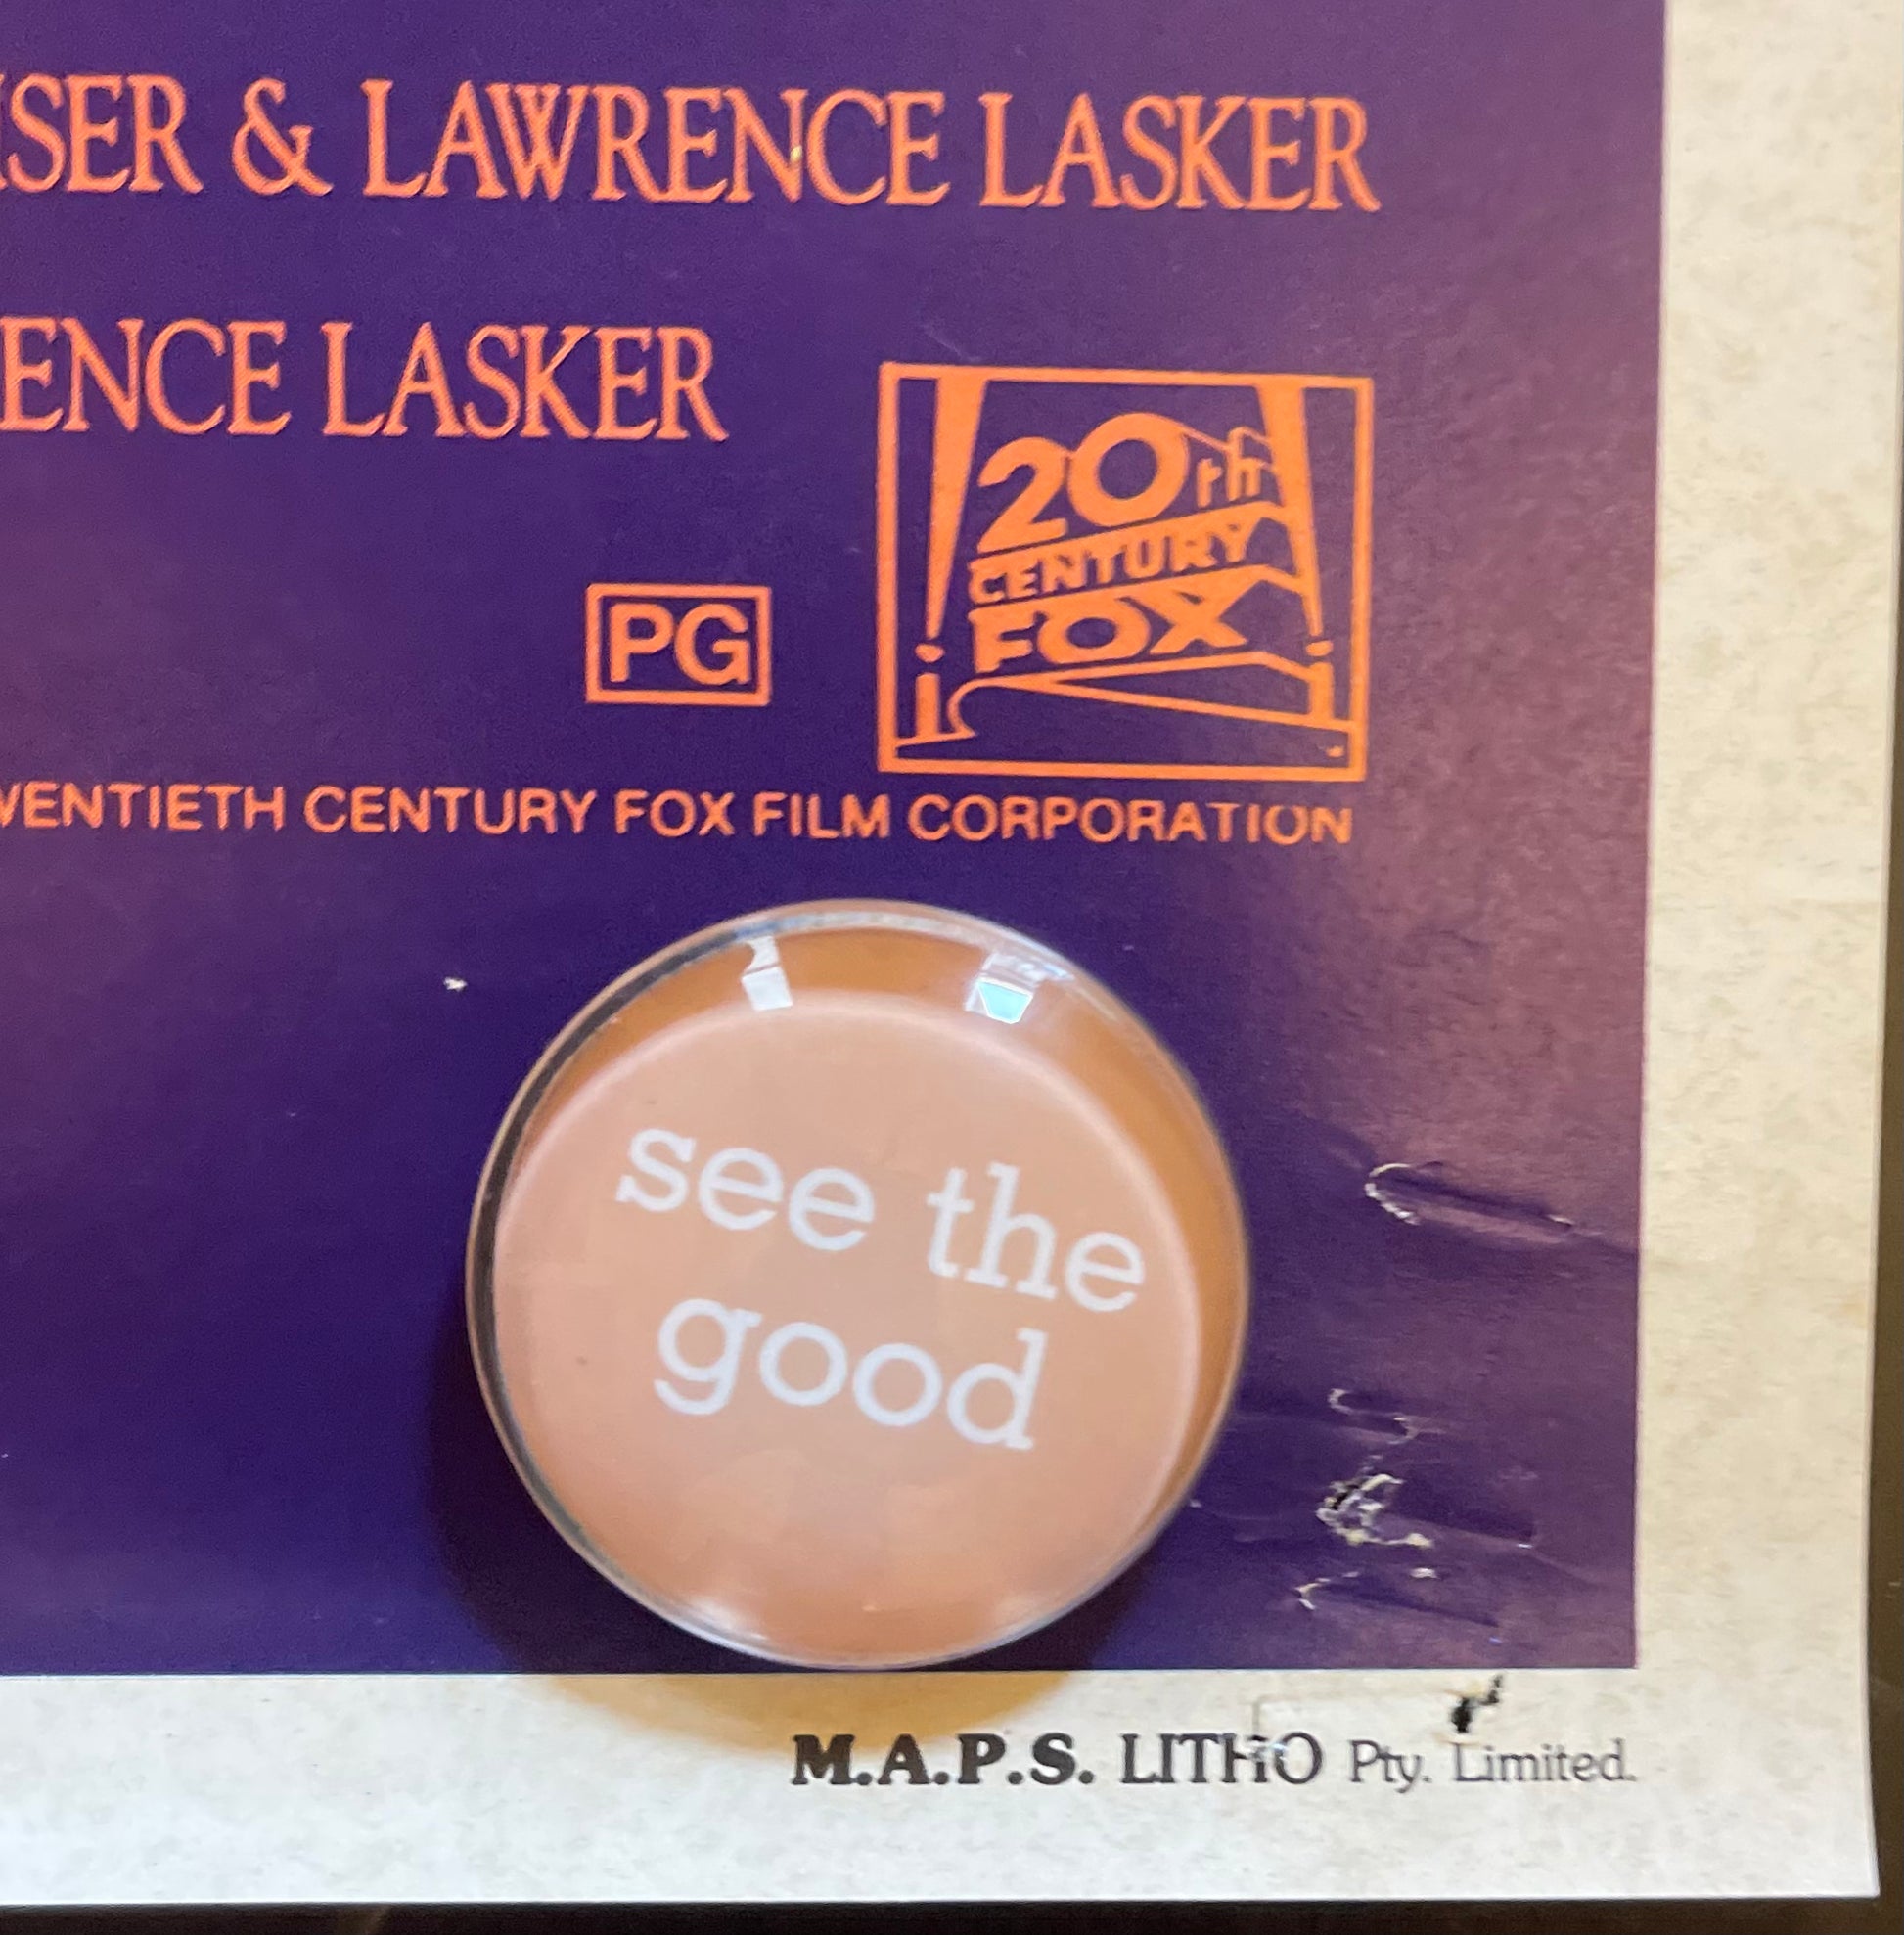 SER & LAWRENCE LASKER
ENCE LASKER
20th
CENTURY
FOX
PG
WENTIETH CENTURY FOX FILM CORPORATION
see the
good
M.A.P.S. LITHO Pty. Limited.